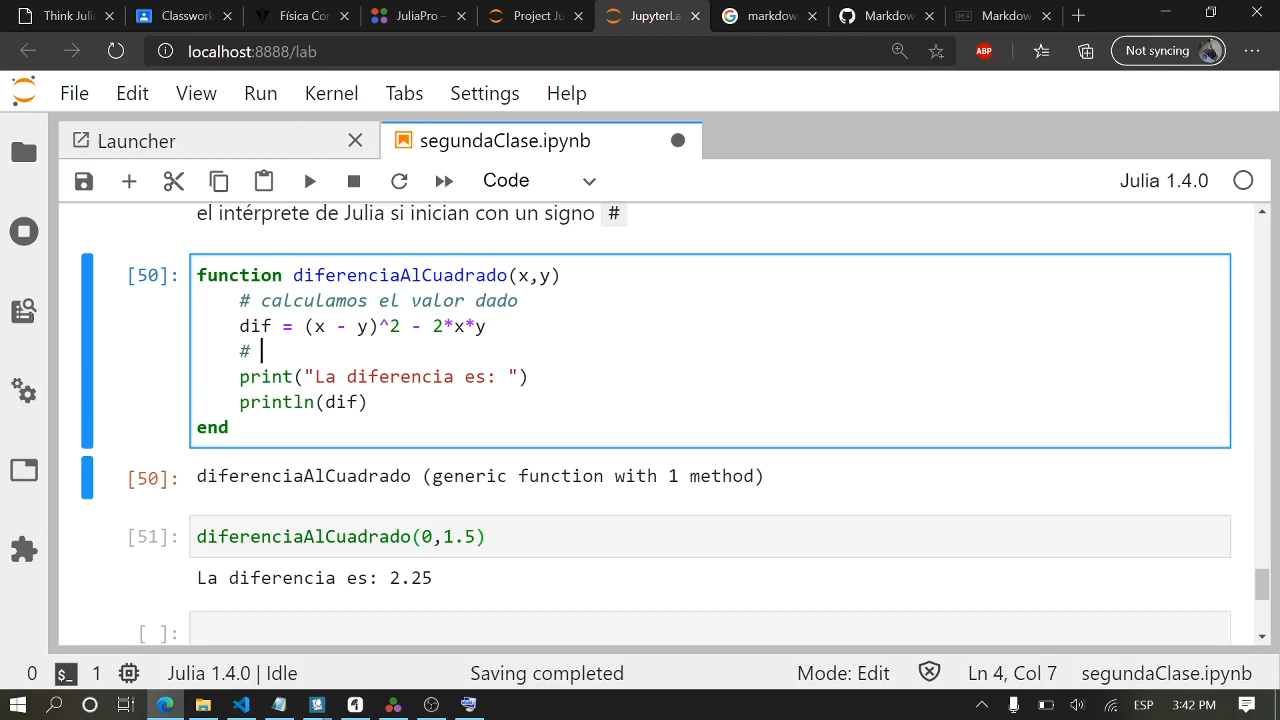 Think Julia
Classwork
Física Cor
JuliaPro –
Project Ju
JupyterLa
markdow
Markdow
Markdow
localhost:8888/lab
ABP
Not syncing
File Edit View Run Kernel Tabs Settings Help
Launcher
segundaClase.ipynb
Code
Julia 1.4.0
el intérprete de Julia si inician con un signo #
[50]: function diferenciaAlCuadrado(x,y)
# calculamos el valor dado
dif = (x - y)^2 - 2*x*y
#
print("La diferencia es: ")
println(dif)
end
[50]: diferenciaAlCuadrado (generic function with 1 method)
[51]: diferenciaAlCuadrado(0,1.5)
La diferencia es: 2.25
[ ]:
0 $_ 1 Julia 1.4.0 | Idle Saving completed Mode: Edit Ln 4, Col 7 segundaClase.ipynb
ESP 3:42 PM